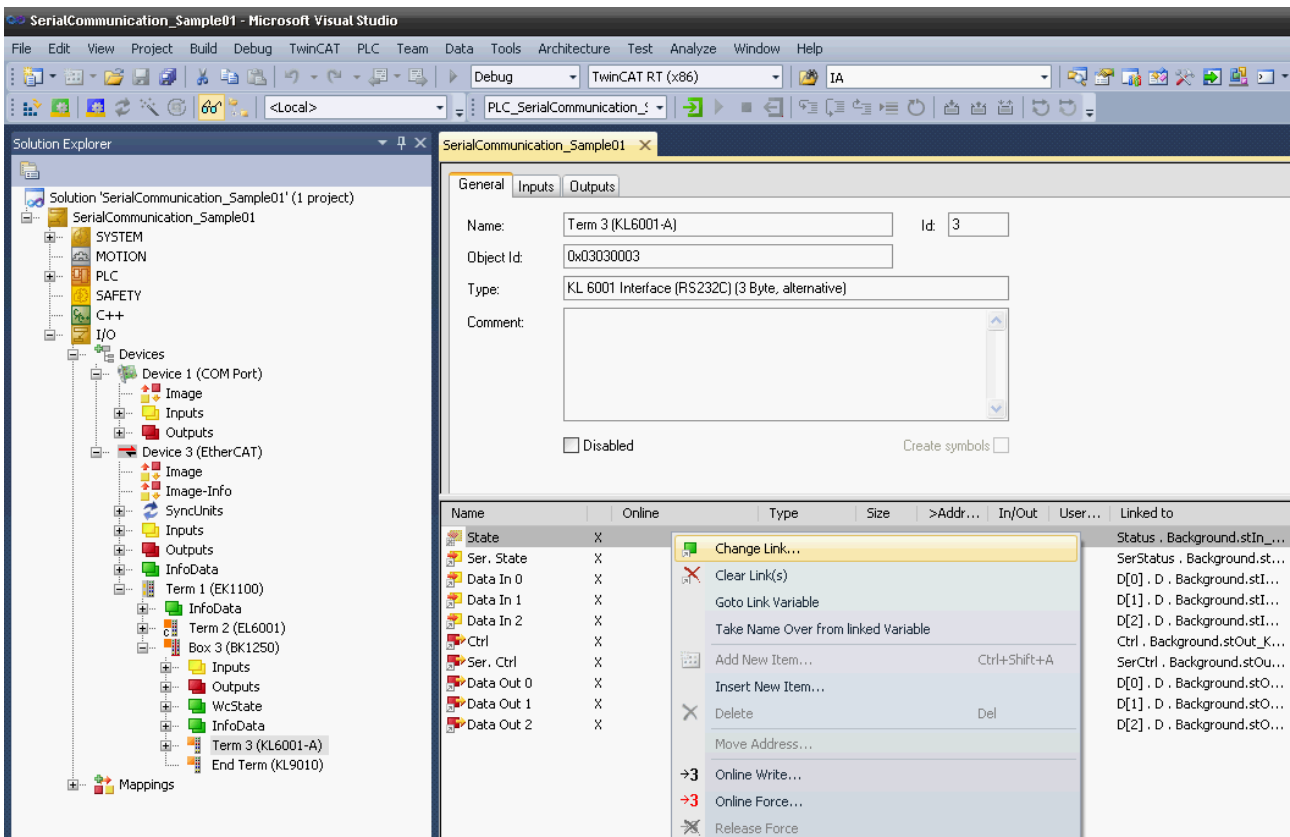 SerialCommunication_Sample01 - Microsoft Visual Studio
File Edit View Project Build Debug TwinCAT PLC Team Data Tools Architecture Test Analyze Window Help
Debug TwinCAT RT (x86) IA
<Local> PLC_SerialCommunication_
Solution Explorer
Solution 'SerialCommunication_Sample01' (1 project)
SerialCommunication_Sample01
SYSTEM
MOTION
PLC
SAFETY
C++
I/O
Devices
Device 1 (COM Port)
Image
Inputs
Outputs
Device 3 (EtherCAT)
Image
Image-Info
SyncUnits
Inputs
Outputs
InfoData
Term 1 (EK1100)
InfoData
Term 2 (EL6001)
Box 3 (BK1250)
Inputs
Outputs
WcState
InfoData
Term 3 (KL6001-A)
End Term (KL9010)
Mappings
SerialCommunication_Sample01
General Inputs Outputs
Name: Term 3 (KL6001-A) Id: 3
Object Id: 0x03030003
Type: KL 6001 Interface (RS232C) (3 Byte, alternative)
Comment:
Disabled Create symbols
Name Online Type Size >Addr... In/Out User... Linked to
State X Status . Background.stIn_...
Ser. State X SerStatus . Background.st...
Data In 0 X D[0] . D . Background.stI...
Data In 1 X D[1] . D . Background.stI...
Data In 2 X D[2] . D . Background.stI...
Ctrl X Ctrl . Background.stOut_K...
Ser. Ctrl X SerCtrl . Background.stOu...
Data Out 0 X D[0] . D . Background.stO...
Data Out 1 X D[1] . D . Background.stO...
Data Out 2 X D[2] . D . Background.stO...
Change Link...
Clear Link(s)
Goto Link Variable
Take Name Over from linked Variable
Add New Item... Ctrl+Shift+A
Insert New Item...
Delete Del
Move Address...
Online Write...
Online Force...
Release Force